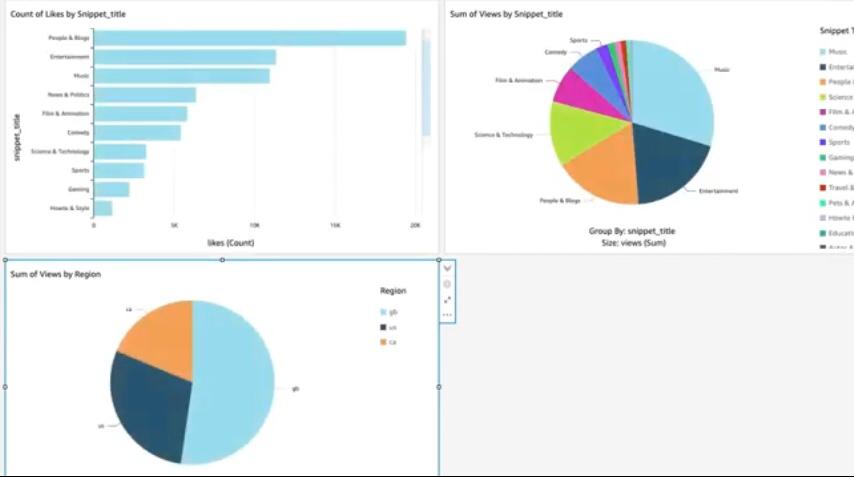 Count of Likes by Snippet_title
snippet_title
People & Blogs
Entertainment
Music
News & Politics
Film & Animation
Comedy
Science & Technology
Sports
Gaming
Howto & Style
0
5K
10K
15K
20K
likes (Count)
Sum of Views by Snippet_title
Sports
Comedy
Film & Animation
Science & Technology
People & Blogs
Music
Entertainment
Group By: snippet_title
Size: views (Sum)
Snippet T
Music
Enterta
People
Science
Film & A
Comedy
Sports
Gaming
News &
Travel &
Pets & A
Howto
Educati
Sum of Views by Region
ca
us
gb
Region
gb
us
ca